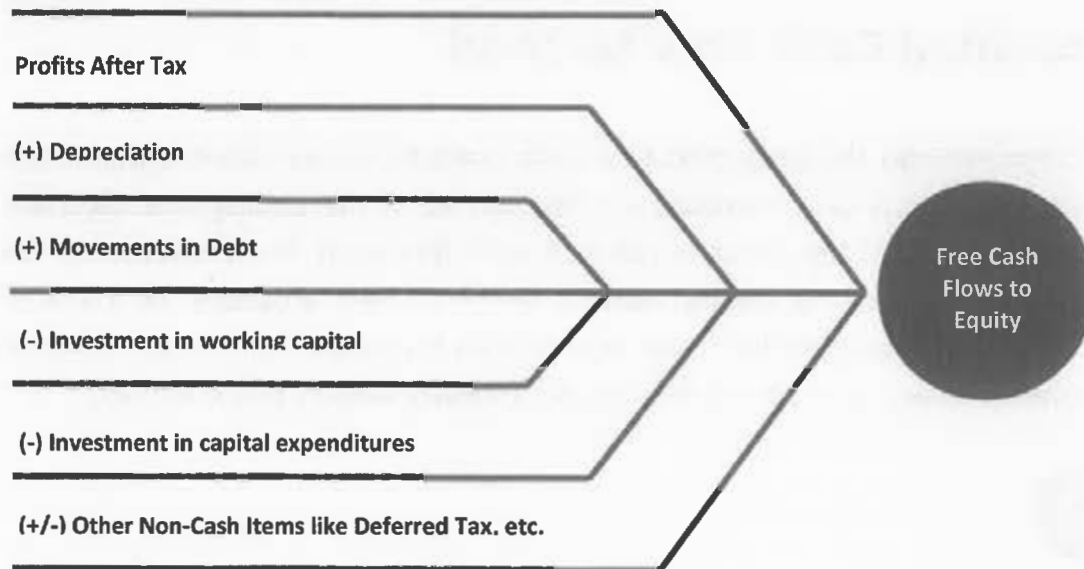 Profits After Tax
(+) Depreciation
(+) Movements in Debt
(-) Investment in working capital
(-) Investment in capital expenditures
(+/-) Other Non-Cash Items like Deferred Tax. etc.
Free Cash
Flows to
Equity